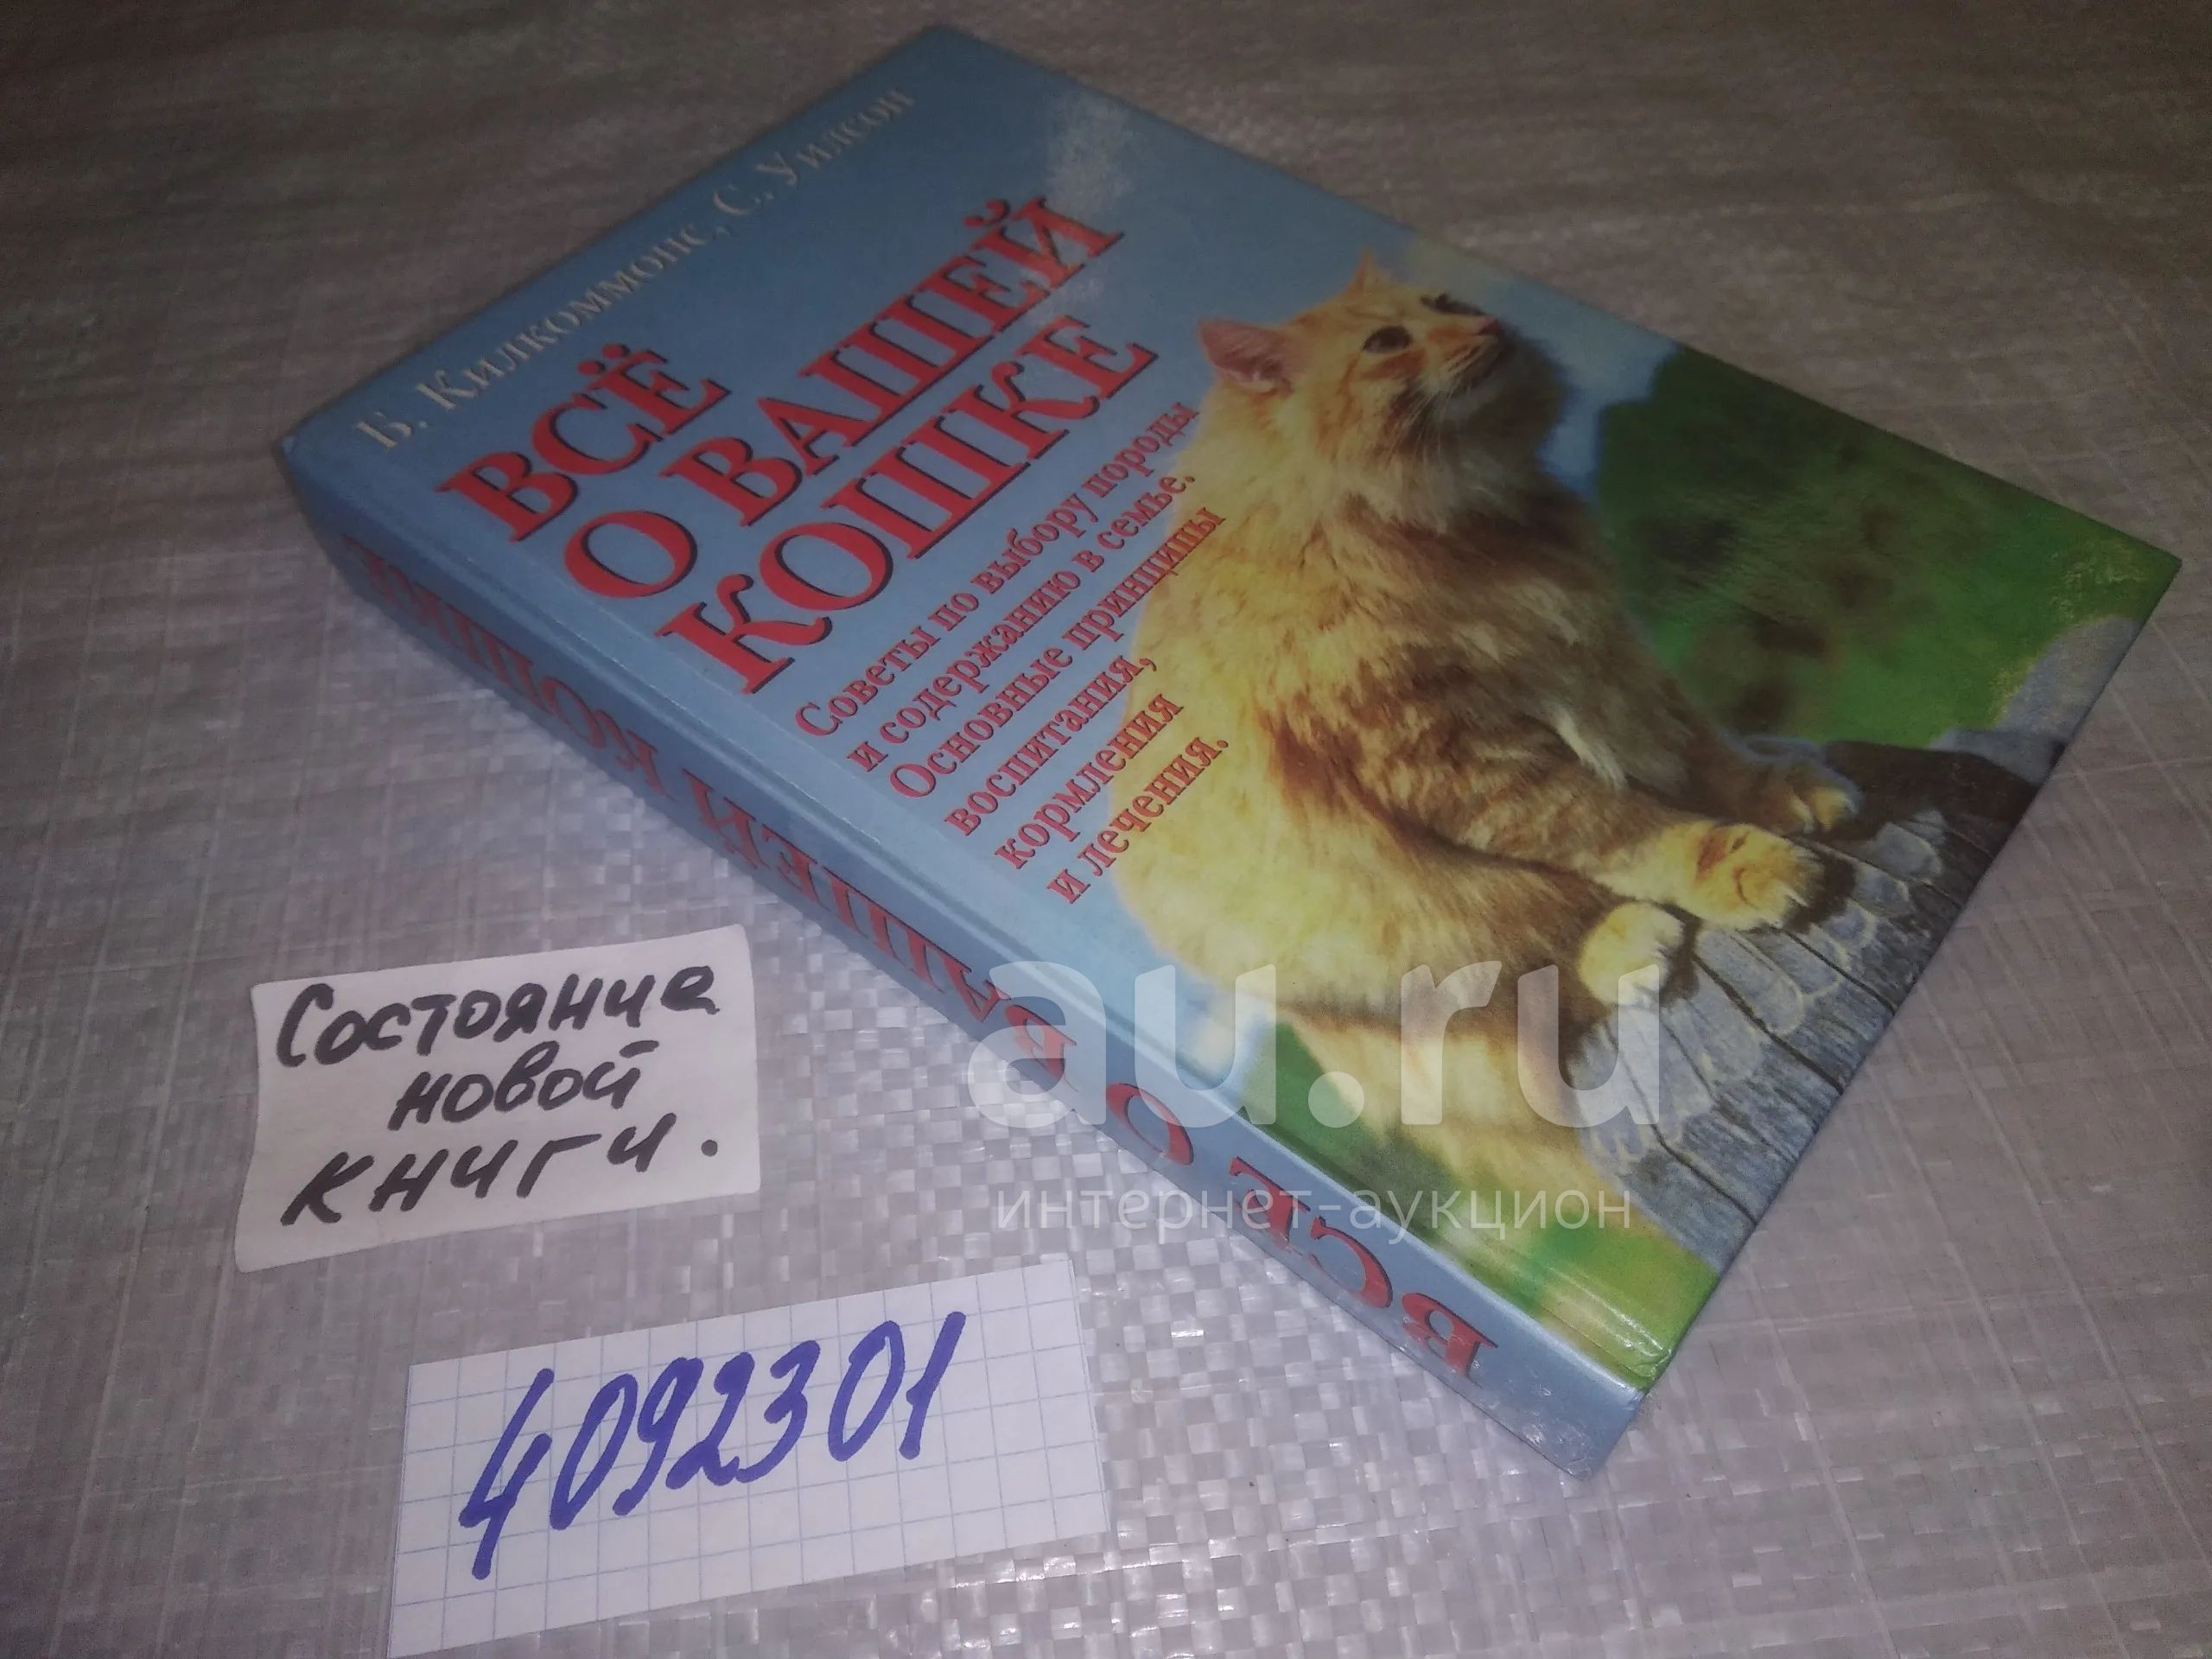 В. Килкоммонс, С. Уилсон
ВСЁ
О ВАШЕЙ
КОШКЕ
Советы по выбору породы
и содержанию в семье.
Основные принципы
воспитания,
кормления
и лечения.
ВСЁ О ВАШЕЙ КОШКЕ
Состояние
новой
книги.
4092301
au.ru
интернет-аукцион